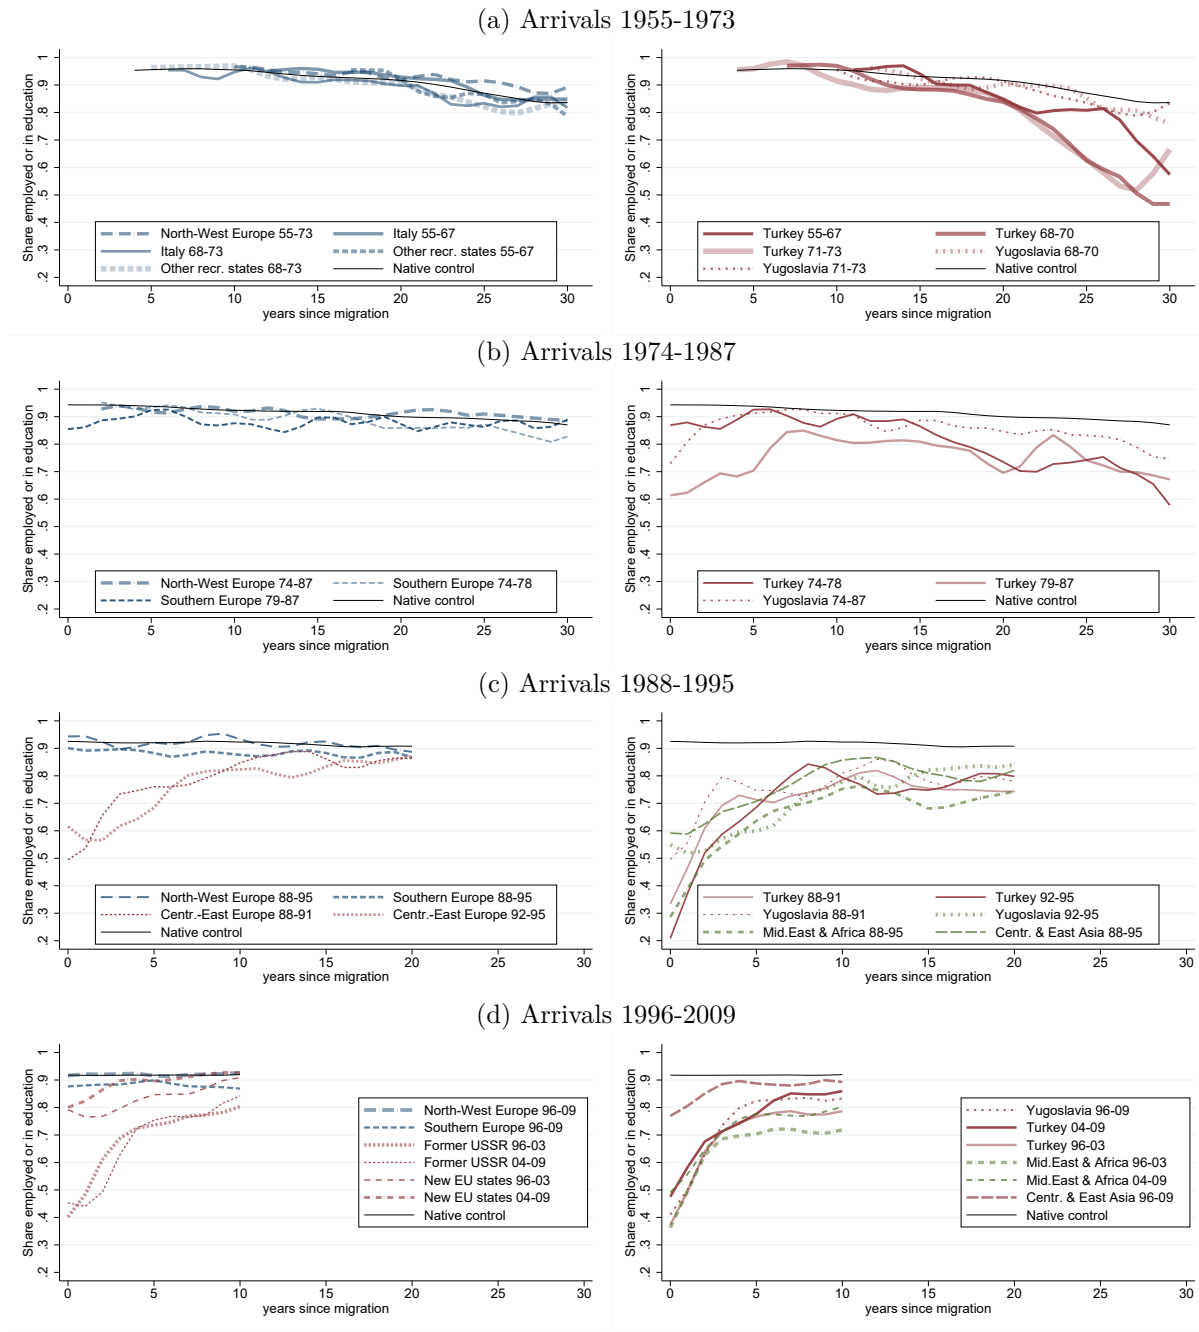 (a) Arrivals 1955-1973
Share employed or in education
.2 .3 .4 .5 .6 .7 .8 .9 1
North-West Europe 55-73 Italy 55-67
Italy 68-73 Other recr. states 55-67
Other recr. states 68-73 Native control
0 5 10 15 20 25 30
years since migration
Share employed or in education
.2 .3 .4 .5 .6 .7 .8 .9 1
Turkey 55-67 Turkey 68-70
Turkey 71-73 Yugoslavia 68-70
Yugoslavia 71-73 Native control
0 5 10 15 20 25 30
years since migration
(b) Arrivals 1974-1987
Share employed or in education
.2 .3 .4 .5 .6 .7 .8 .9 1
North-West Europe 74-87 Southern Europe 74-78
Southern Europe 79-87 Native control
0 5 10 15 20 25 30
years since migration
Share employed or in education
.2 .3 .4 .5 .6 .7 .8 .9 1
Turkey 74-78 Turkey 79-87
Yugoslavia 74-87 Native control
0 5 10 15 20 25 30
years since migration
(c) Arrivals 1988-1995
Share employed or in education
.2 .3 .4 .5 .6 .7 .8 .9 1
North-West Europe 88-95 Southern Europe 88-95
Centr.-East Europe 88-91 Centr.-East Europe 92-95
Native control
0 5 10 15 20 25 30
years since migration
Share employed or in education
.2 .3 .4 .5 .6 .7 .8 .9 1
Turkey 88-91 Turkey 92-95
Yugoslavia 88-91 Yugoslavia 92-95
Mid.East & Africa 88-95 Centr. & East Asia 88-95
0 5 10 15 20 25 30
years since migration
(d) Arrivals 1996-2009
Share employed or in education
.2 .3 .4 .5 .6 .7 .8 .9 1
North-West Europe 96-09
Southern Europe 96-09
Former USSR 96-03
Former USSR 04-09
New EU states 96-03
New EU states 04-09
Native control
0 5 10 15 20 25 30
years since migration
Share employed or in education
.2 .3 .4 .5 .6 .7 .8 .9 1
Yugoslavia 96-09
Turkey 04-09
Turkey 96-03
Mid.East & Africa 96-03
Mid.East & Africa 04-09
Centr. & East Asia 96-09
Native control
0 5 10 15 20 25 30
years since migration